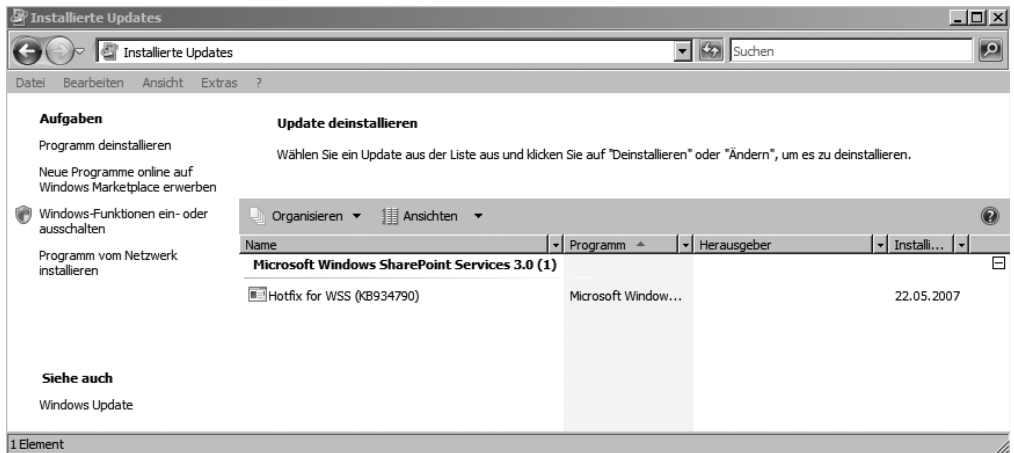 Installierte Updates
Installierte Updates
Suchen
Datei Bearbeiten Ansicht Extras ?
Aufgaben
Programm deinstallieren
Neue Programme online auf
Windows Marketplace erwerben
Windows-Funktionen ein- oder
ausschalten
Programm vom Netzwerk
installieren
Siehe auch
Windows Update
Update deinstallieren
Wählen Sie ein Update aus der Liste aus und klicken Sie auf "Deinstallieren" oder "Ändern", um es zu deinstallieren.
Organisieren Ansichten
Name Programm Herausgeber Installi...
Microsoft Windows SharePoint Services 3.0 (1)
Hotfix for WSS (KB934790) Microsoft Window... 22.05.2007
1 Element